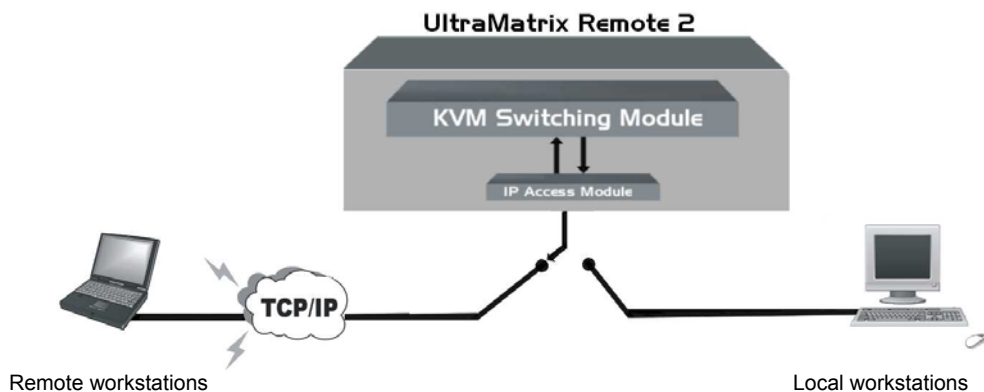 UltraMatrix Remote 2
KVM Switching Module
IP Access Module
TCP/IP
Remote workstations
Local workstations